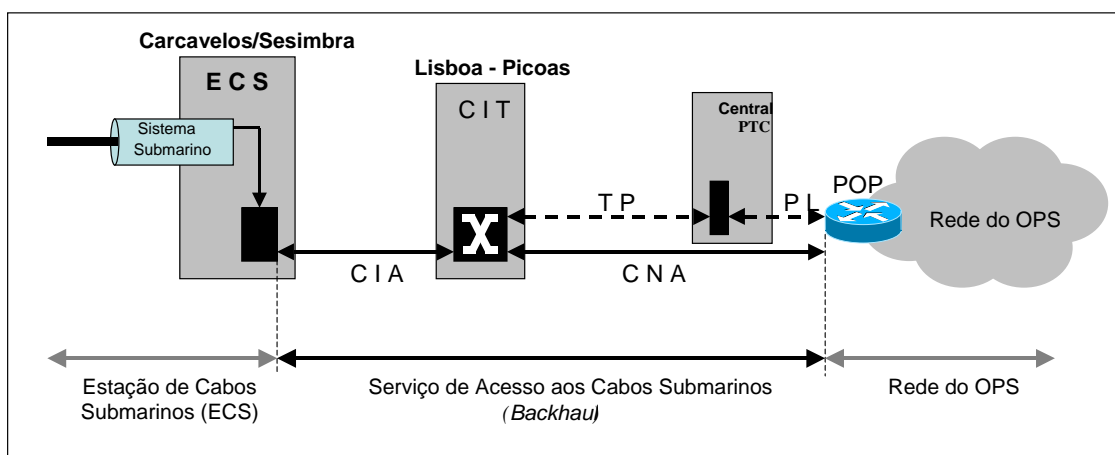 Carcavelos/Sesimbra
E C S
Sistema
Submarino
Lisboa - Picoas
C I T
Central
PTC
T P
P L
POP
Rede do OPS
C I A
C N A
Estação de Cabos
Submarinos (ECS)
Serviço de Acesso aos Cabos Submarinos
(Backhaul)
Rede do OPS